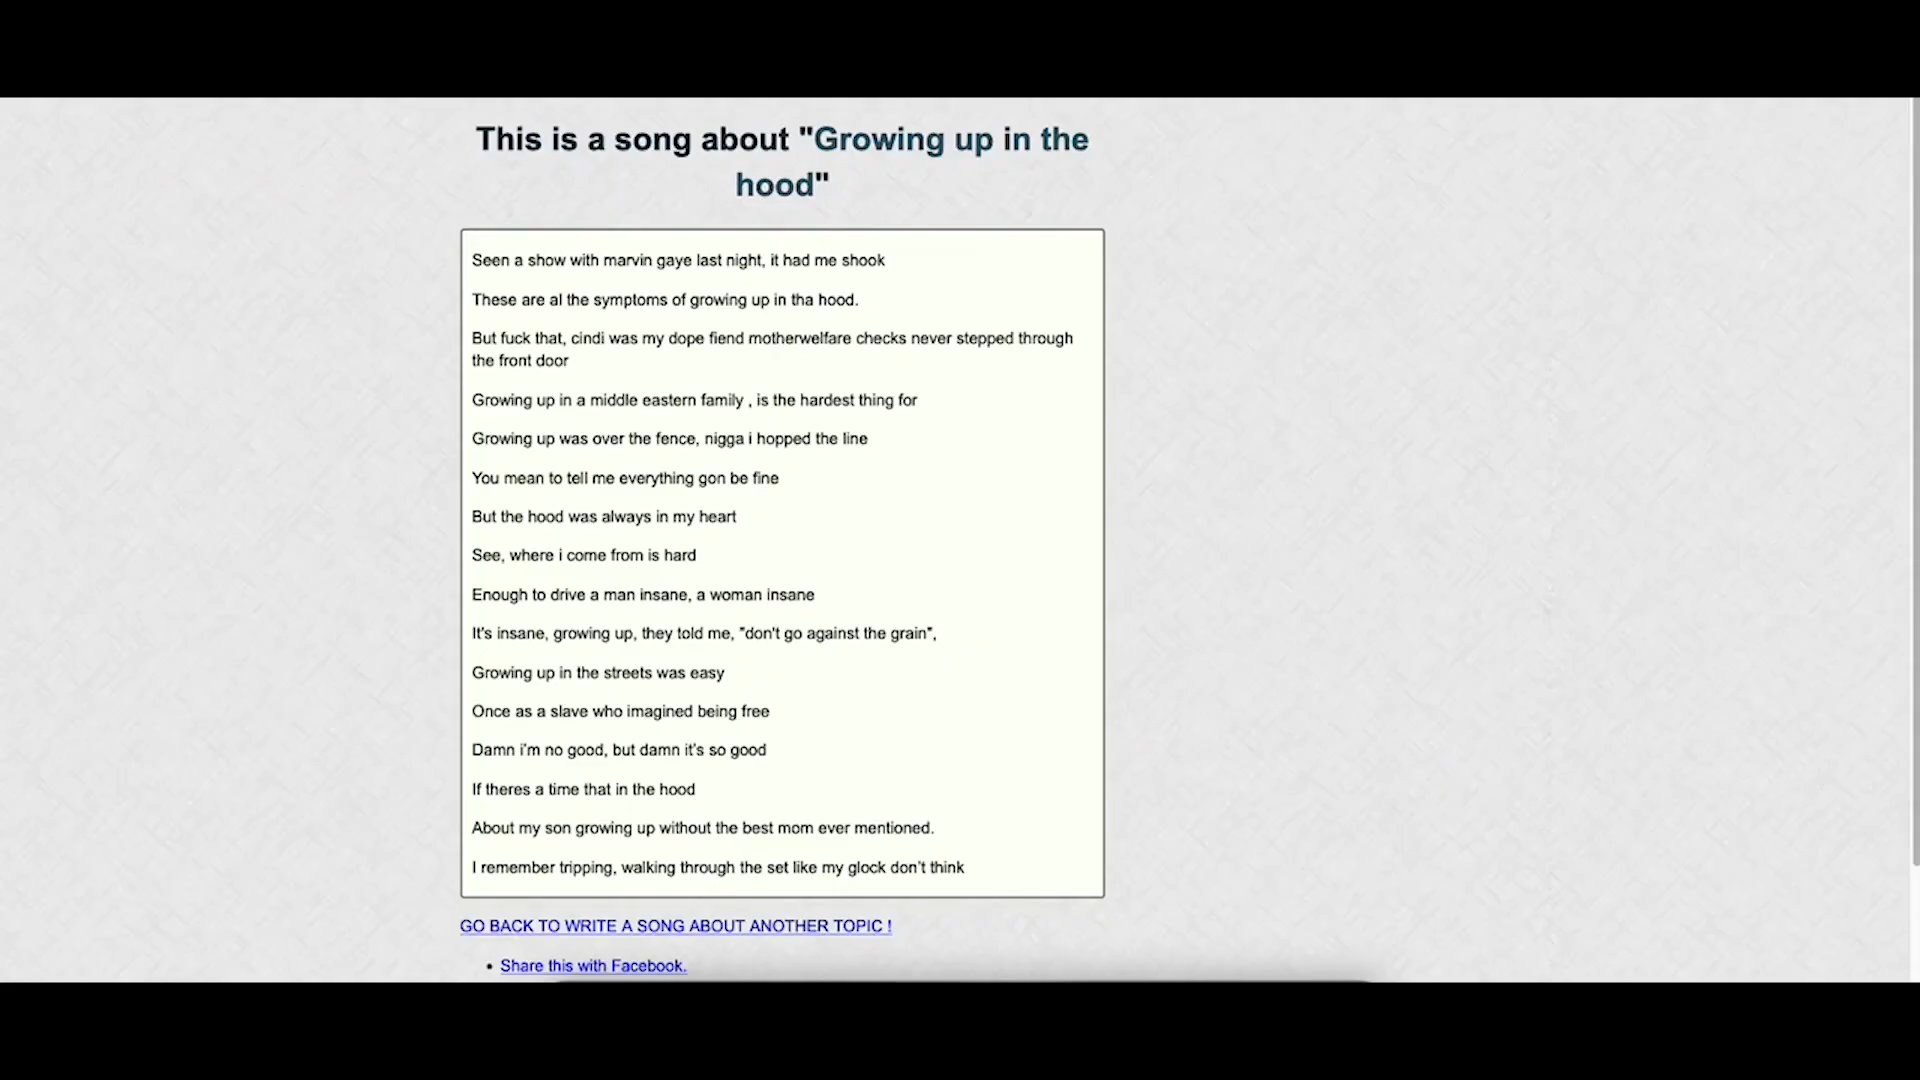 This is a song about "Growing up in the
hood"
Seen a show with marvin gaye last night, it had me shook
These are al the symptoms of growing up in tha hood.
But fuck that, cindi was my dope fiend motherwelfare checks never stepped through
the front door
Growing up in a middle eastern family , is the hardest thing for
Growing up was over the fence, nigga i hopped the line
You mean to tell me everything gon be fine
But the hood was always in my heart
See, where i come from is hard
Enough to drive a man insane, a woman insane
It's insane, growing up, they told me, "don't go against the grain",
Growing up in the streets was easy
Once as a slave who imagined being free
Damn i'm no good, but damn it's so good
If theres a time that in the hood
About my son growing up without the best mom ever mentioned.
I remember tripping, walking through the set like my glock don't think
GO BACK TO WRITE A SONG ABOUT ANOTHER TOPIC !
• Share this with Facebook.